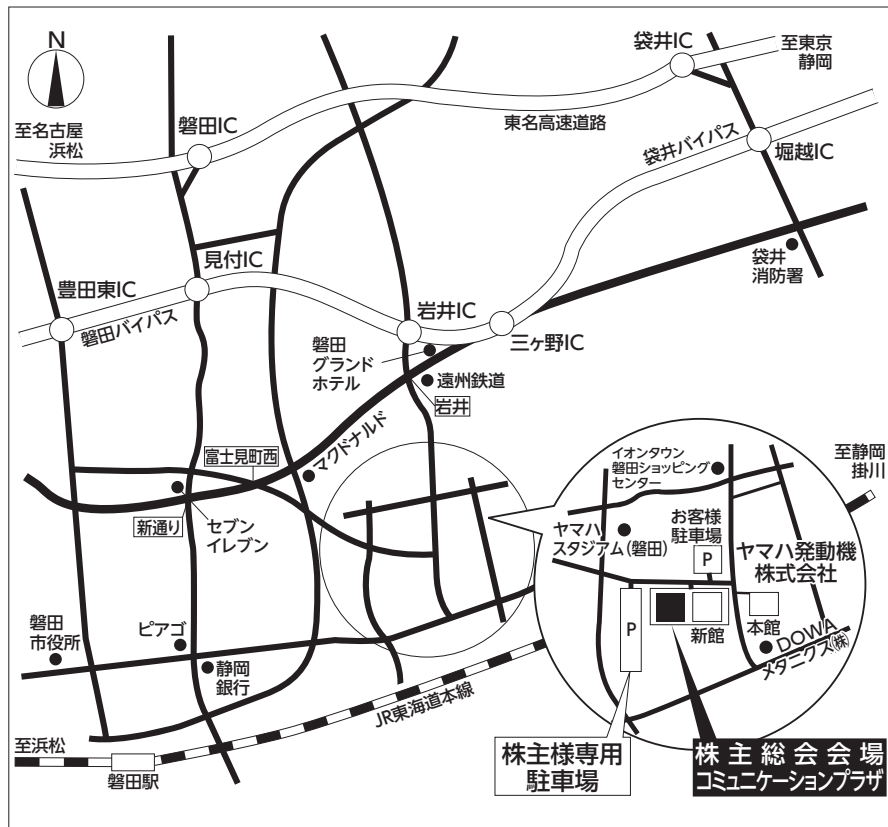 N
袋井IC
至東京
静岡
至名古屋
浜松
磐田IC
東名高速道路
袋井バイパス
堀越IC
袋井
消防署
見付IC
豊田東IC
磐田バイパス
岩井IC
三ヶ野IC
磐田
グランド
ホテル
遠州鉄道
岩井
富士見町西
マクドナルド
新通り
セブン
イレブン
イオンタウン
磐田ショッピング
センター
至静岡
掛川
お客様
駐車場
P
ヤマハ
スタジアム(磐田)
ヤマハ発動機
株式会社
P
新館
本館
DOWA
メタニクス㈱
磐田
市役所
ピアゴ
静岡
銀行
JR東海道本線
至浜松
磐田駅
株主様専用
駐車場
株主総会会場
コミュニケーションプラザ